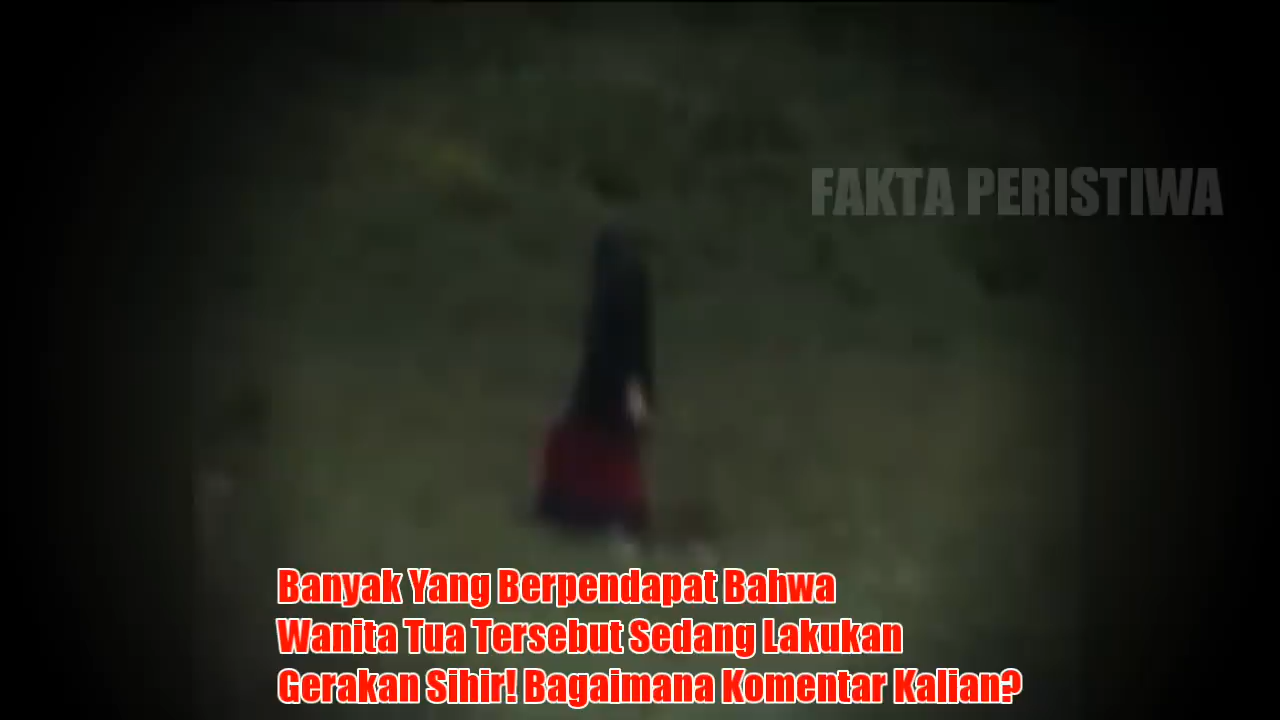 FAKTA PERISTIWA
Banyak Yang Berpendapat Bahwa
Wanita Tua Tersebut Sedang Lakukan
Gerakan Sihir! Bagaimana Komentar Kalian?